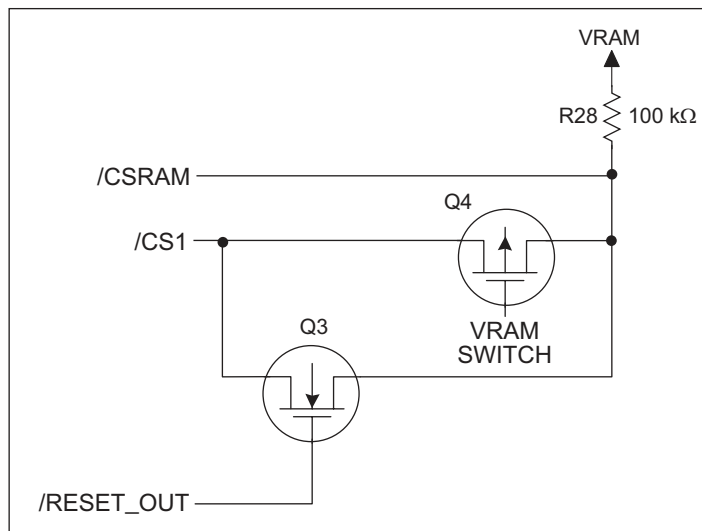 VRAM
R28 100 kΩ
/CSRAM
Q4
/CS1
VRAM
SWITCH
Q3
/RESET_OUT